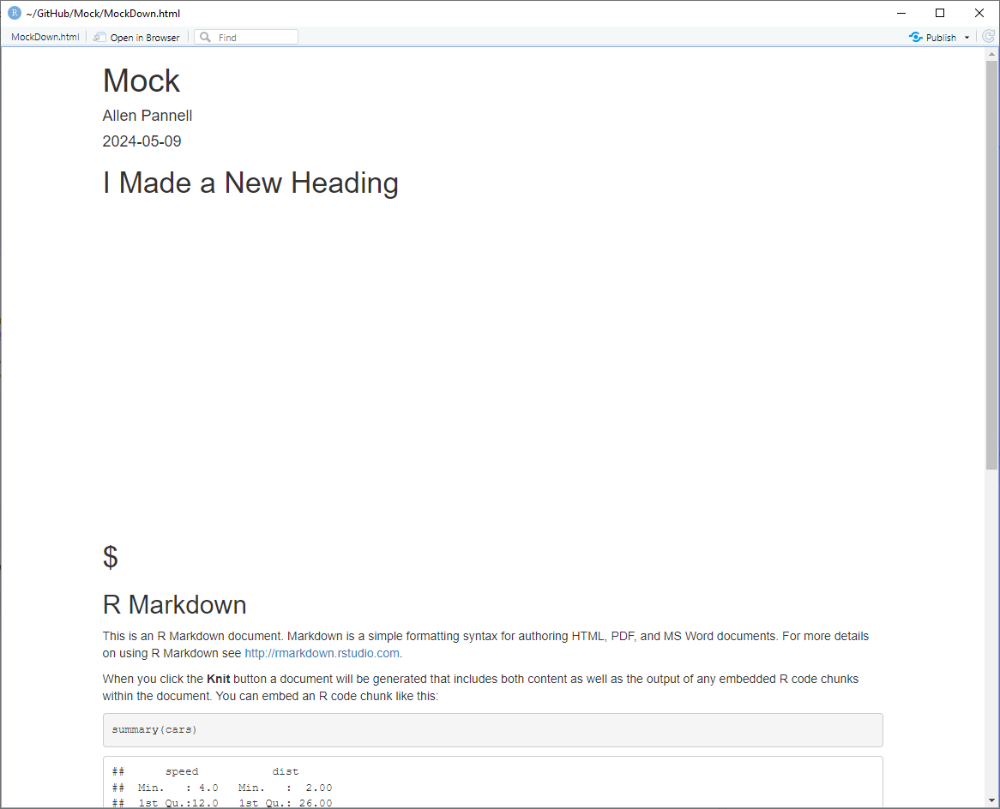 ~/GitHub/Mock/MockDown.html
MockDown.html Open in Browser Find Publish
Mock
Allen Pannell
2024-05-09
I Made a New Heading
$
R Markdown
This is an R Markdown document. Markdown is a simple formatting syntax for authoring HTML, PDF, and MS Word documents. For more details
on using R Markdown see http://rmarkdown.rstudio.com.
When you click the Knit button a document will be generated that includes both content as well as the output of any embedded R code chunks
within the document. You can embed an R code chunk like this:
summary(cars)
##      speed           dist
##  Min.   : 4.0   Min.   :  2.00
##  1st Qu.:12.0   1st Qu.: 26.00